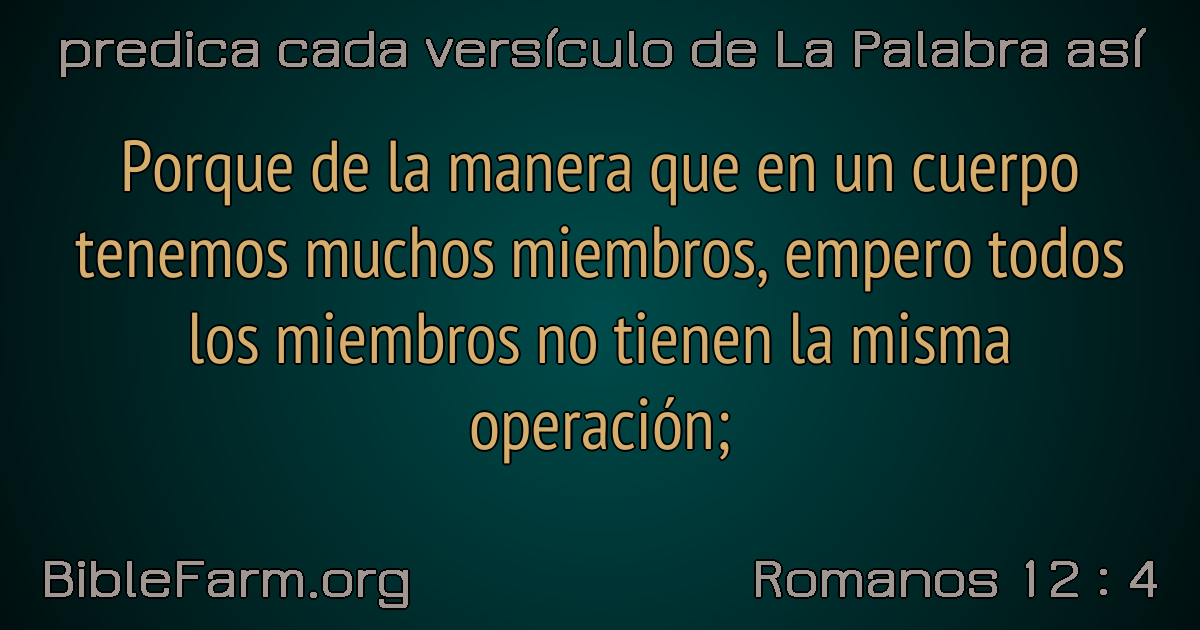 predica cada versículo de La Palabra así
Porque de la manera que en un cuerpo
tenemos muchos miembros, empero todos
los miembros no tienen la misma
operación;
BibleFarm.org
Romanos 12 : 4